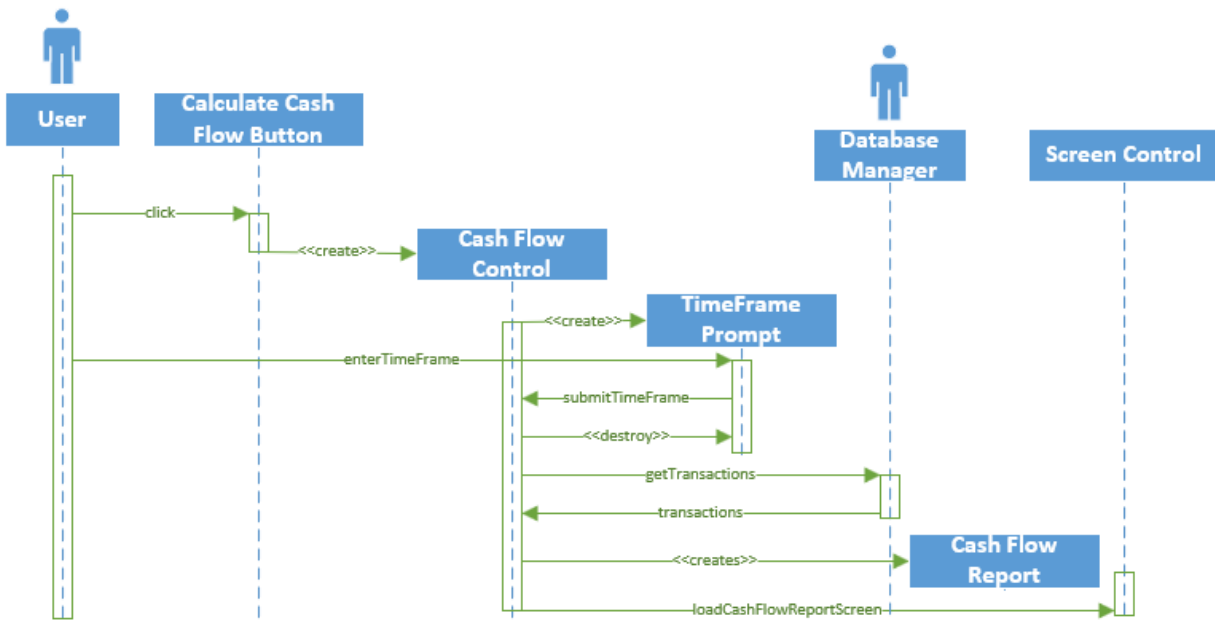 User
Calculate Cash
Flow Button
Database
Manager
Screen Control
click
<<create>>
Cash Flow
Control
<<create>>
TimeFrame
Prompt
enterTimeFrame
submitTimeFrame
<<destroy>>
getTransactions
transactions
<<creates>>
Cash Flow
Report
loadCashFlowReportScreen